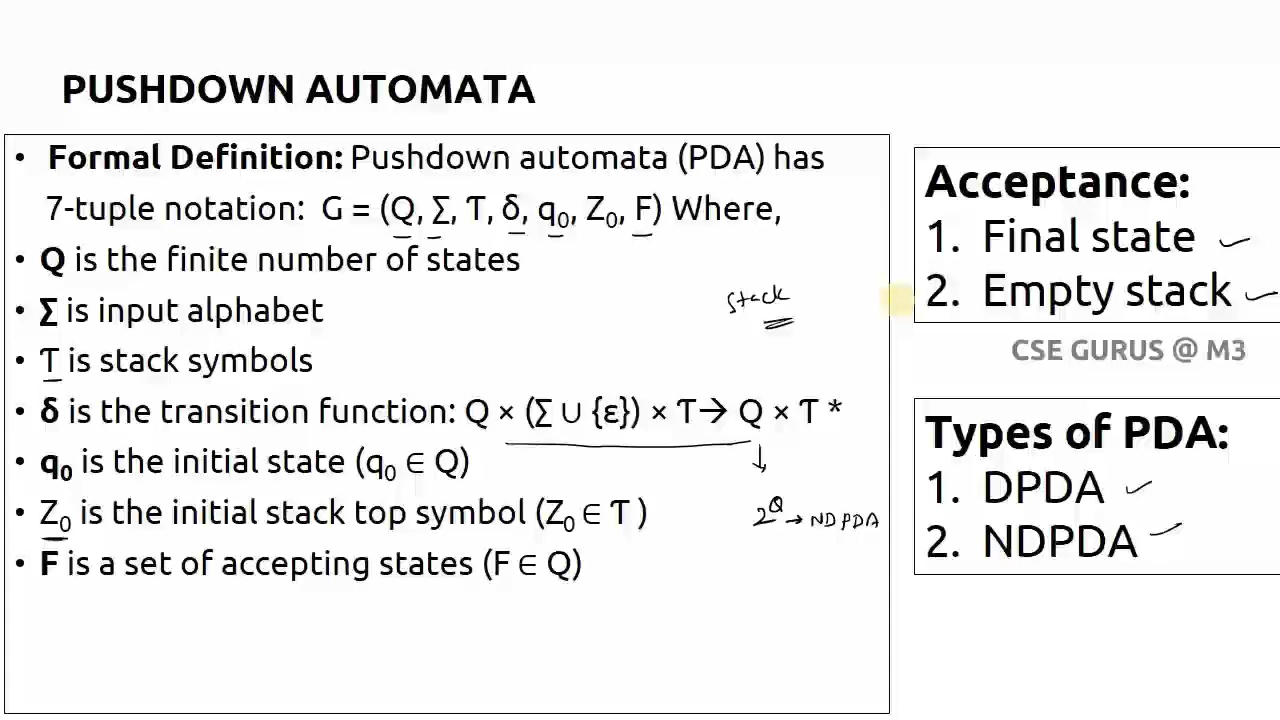 PUSHDOWN AUTOMATA
• Formal Definition: Pushdown automata (PDA) has
7-tuple notation: G = (Q, ∑, Ƭ, δ, q₀, Z₀, F) Where,
• Q is the finite number of states
• ∑ is input alphabet
• Ƭ is stack symbols
• δ is the transition function: Q × (∑ ∪ {ε}) × Ƭ → Q × Ƭ *
• q₀ is the initial state (q₀ ∈ Q)
• Z₀ is the initial stack top symbol (Z₀ ∈ Ƭ )
• F is a set of accepting states (F ∈ Q)
stack
↓
2^Q → NDPDA
Acceptance:
1. Final state ✓
2. Empty stack ✓
CSE GURUS @ M3
Types of PDA:
1. DPDA ✓
2. NDPDA ✓